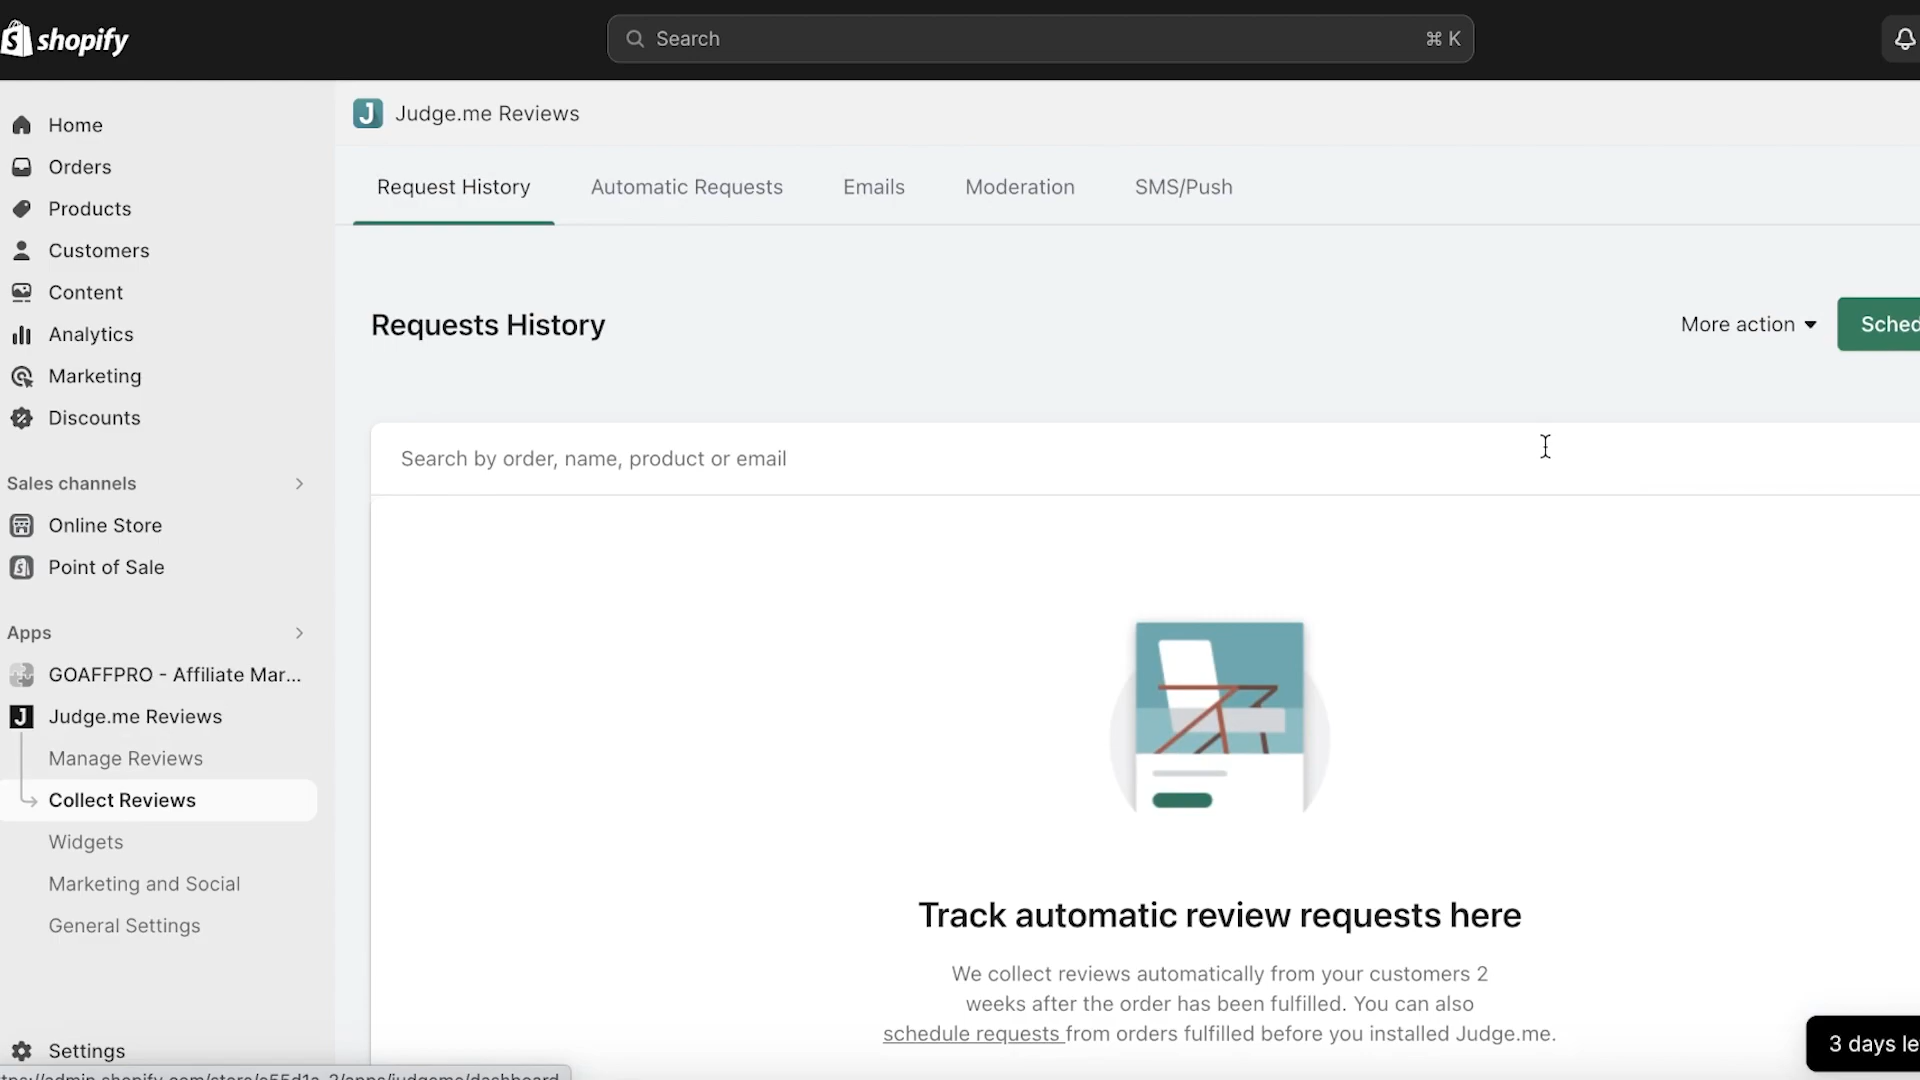 shopify
Search
⌘ K
Home
Orders
Products
Customers
Content
Analytics
Marketing
Discounts
Sales channels
Online Store
Point of Sale
Apps
GOAFFPRO - Affiliate Mar...
Judge.me Reviews
Manage Reviews
Collect Reviews
Widgets
Marketing and Social
General Settings
Settings
J Judge.me Reviews
Request History
Automatic Requests
Emails
Moderation
SMS/Push
Requests History
More action
Sched
Search by order, name, product or email
Track automatic review requests here
We collect reviews automatically from your customers 2
weeks after the order has been fulfilled. You can also
schedule requests from orders fulfilled before you installed Judge.me.
3 days le